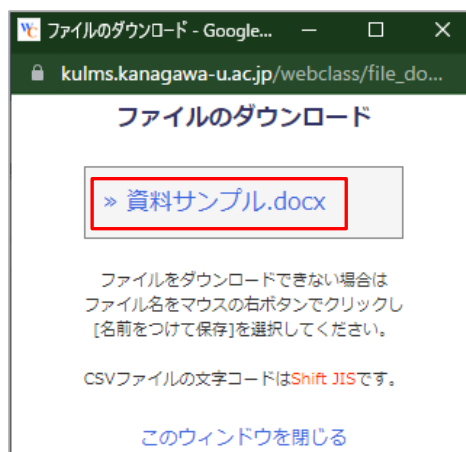 ファイルのダウンロード - Google...
kulms.kanagawa-u.ac.jp/webclass/file_do...
ファイルのダウンロード
» 資料サンプル.docx
ファイルをダウンロードできない場合は
ファイル名をマウスの右ボタンでクリックし
[名前をつけて保存]を選択してください。
CSVファイルの文字コードはShift JISです。
このウィンドウを閉じる